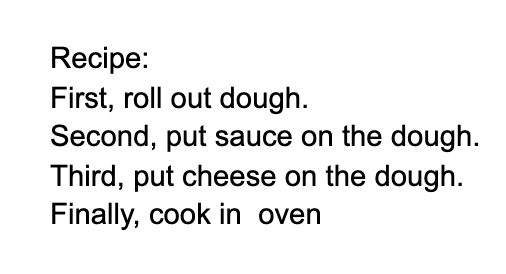 Recipe:
First, roll out dough.
Second, put sauce on the dough.
Third, put cheese on the dough.
Finally, cook in  oven